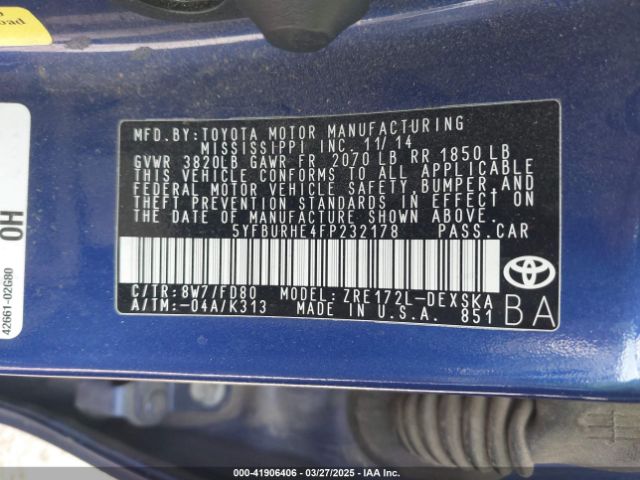 oad
OH
42661-02G80
MFD.BY:TOYOTA MOTOR MANUFACTURING
MISSISSIPPI INC. 11/14
GVWR 3820LB GAWR FR 2070 LB RR 1850 LB
THIS VEHICLE CONFORMS TO ALL APPLICABLE
FEDERAL MOTOR VEHICLE SAFETY,BUMPER,AND
THEFT PREVENTION STANDARDS IN EFFECT ON
THE DATE OF MANUFACTURE SHOWN ABOVE.
5YFBURHE4FP232178 PASS.CAR
C/TR:8W7/FD80 MODEL: ZRE172L-DEXSKA
A/TM:-04A/K313 MADE IN U.S.A. 851
BA
000-41906406 — 03/27/2025 — IAA Inc.